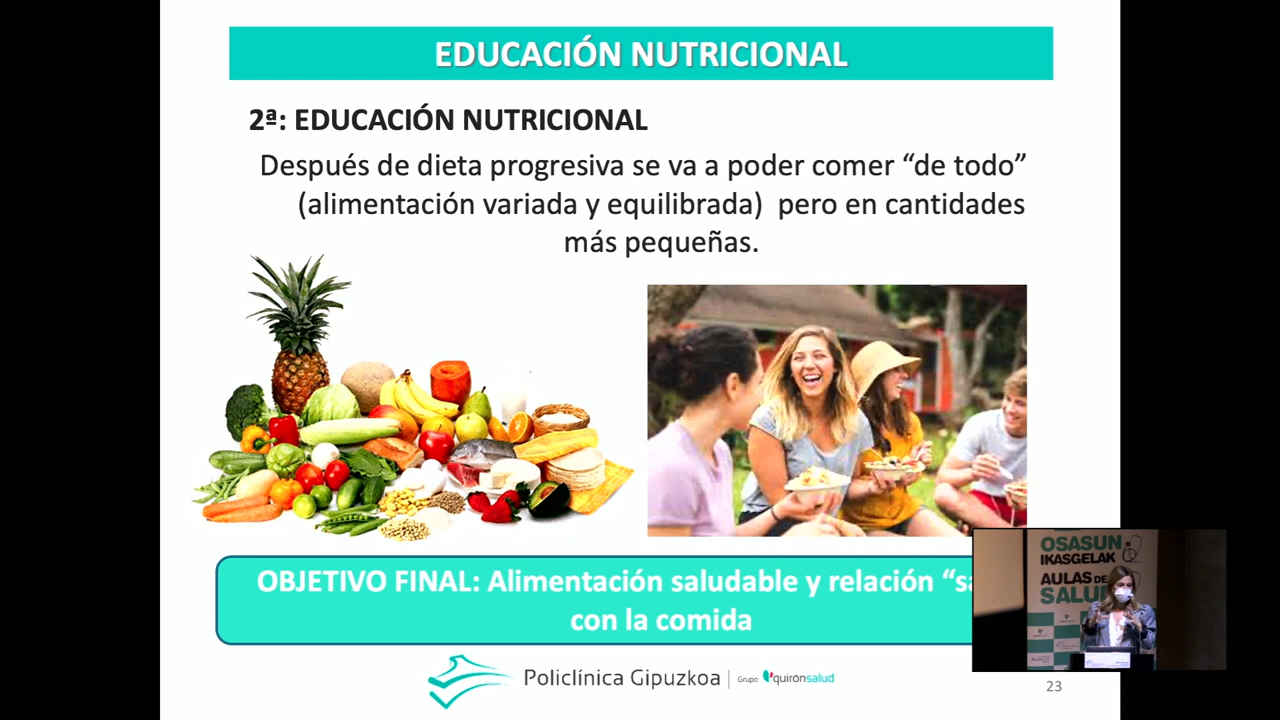 EDUCACIÓN NUTRICIONAL
2ª: EDUCACIÓN NUTRICIONAL
Después de dieta progresiva se va a poder comer “de todo”
(alimentación variada y equilibrada) pero en cantidades
más pequeñas.
OBJETIVO FINAL: Alimentación saludable y relación
con la comida
Policlínica Gipuzkoa | Grupo quirónsalud
23
OSASUN
IKASGELAK
AULAS DE
SALUD